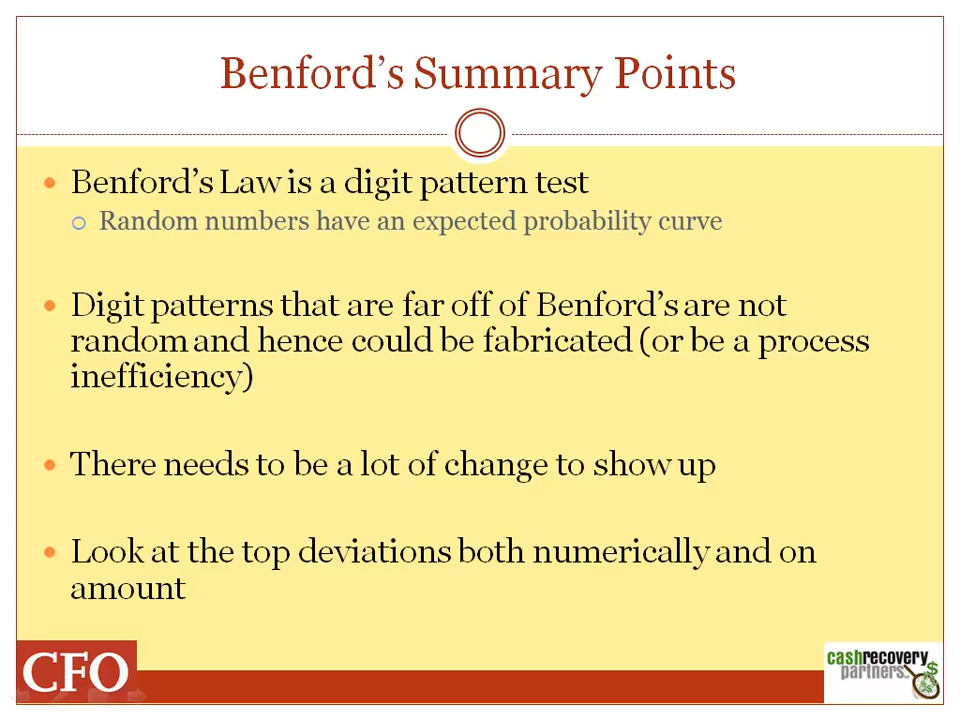 Benford's Summary Points
Benford's Law is a digit pattern test
Random numbers have an expected probability curve
Digit patterns that are far off of Benford's are not
random and hence could be fabricated (or be a process
inefficiency)
There needs to be a lot of change to show up
Look at the top deviations both numerically and on
amount
CFO
cashrecovery
partners